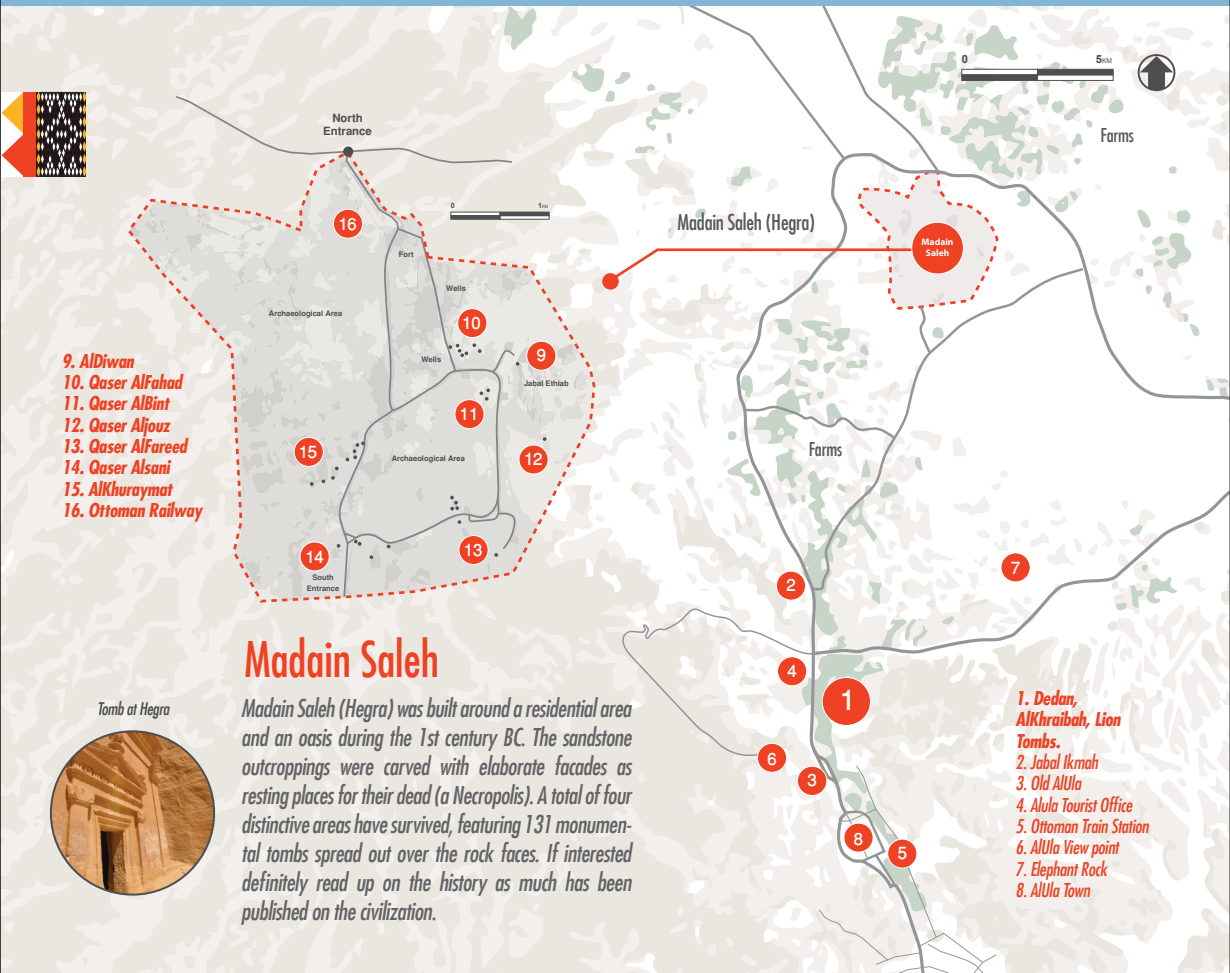 North
Entrance
0
1KM
16
Fort
Wells
Archaeological Area
10
9
Wells
Jabal Ethlab
11
15
Archaeological Area
12
13
14
South
Entrance
9. AlDiwan
10. Qaser AlFahad
11. Qaser AlBint
12. Qaser Aljouz
13. Qaser AlFareed
14. Qaser Alsani
15. AlKhuraymat
16. Ottoman Railway
Madain Saleh
Tomb at Hegra
Madain Saleh (Hegra) was built around a residential area
and an oasis during the 1st century BC. The sandstone
outcroppings were carved with elaborate facades as
resting places for their dead (a Necropolis). A total of four
distinctive areas have survived, featuring 131 monumen-
tal tombs spread out over the rock faces. If interested
definitely read up on the history as much has been
published on the civilization.
0
5KM
Farms
Madain Saleh (Hegra)
Madain
Saleh
Farms
7
2
4
1
6
3
8
5
1. Dedan,
AlKhraibah, Lion
Tombs.
2. Jabal Ikmah
3. Old AlUla
4. Alula Tourist Office
5. Ottoman Train Station
6. AlUla View point
7. Elephant Rock
8. AlUla Town